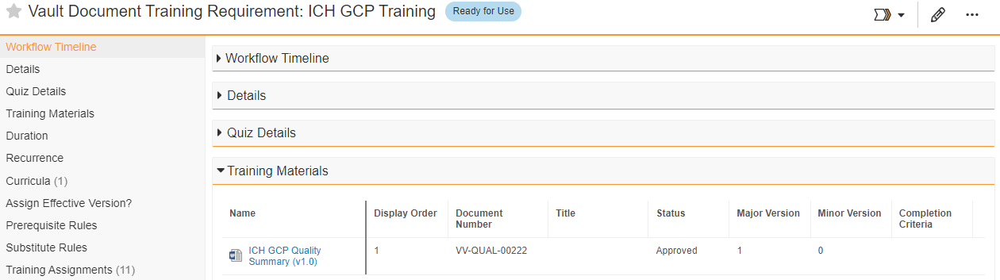 Vault Document Training Requirement: ICH GCP Training Ready for Use
Workflow Timeline
Details
Quiz Details
Training Materials
Duration
Recurrence
Curricula (1)
Assign Effective Version?
Prerequisite Rules
Substitute Rules
Training Assignments (11)
Workflow Timeline
Details
Quiz Details
Training Materials
Name Display Order Document Title Status Major Version Minor Version Completion
Number Criteria
ICH GCP Quality 1 VV-QUAL-00222 Approved 1 0
Summary (v1.0)